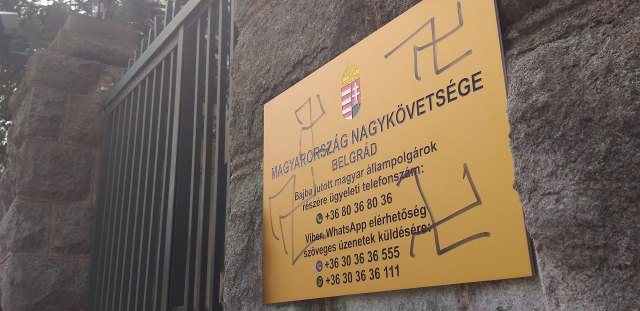 MAGYARORSZÁG NAGYKÖVETSÉGE
BELGRÁD
Bajba jutott magyar állampolgárok
részére ügyeleti telefonszám:
+36 80 36 80 36
Viber, WhatsApp elérhetőség
szöveges üzenetek küldésére:
+36 30 36 36 555
+36 30 36 36 111